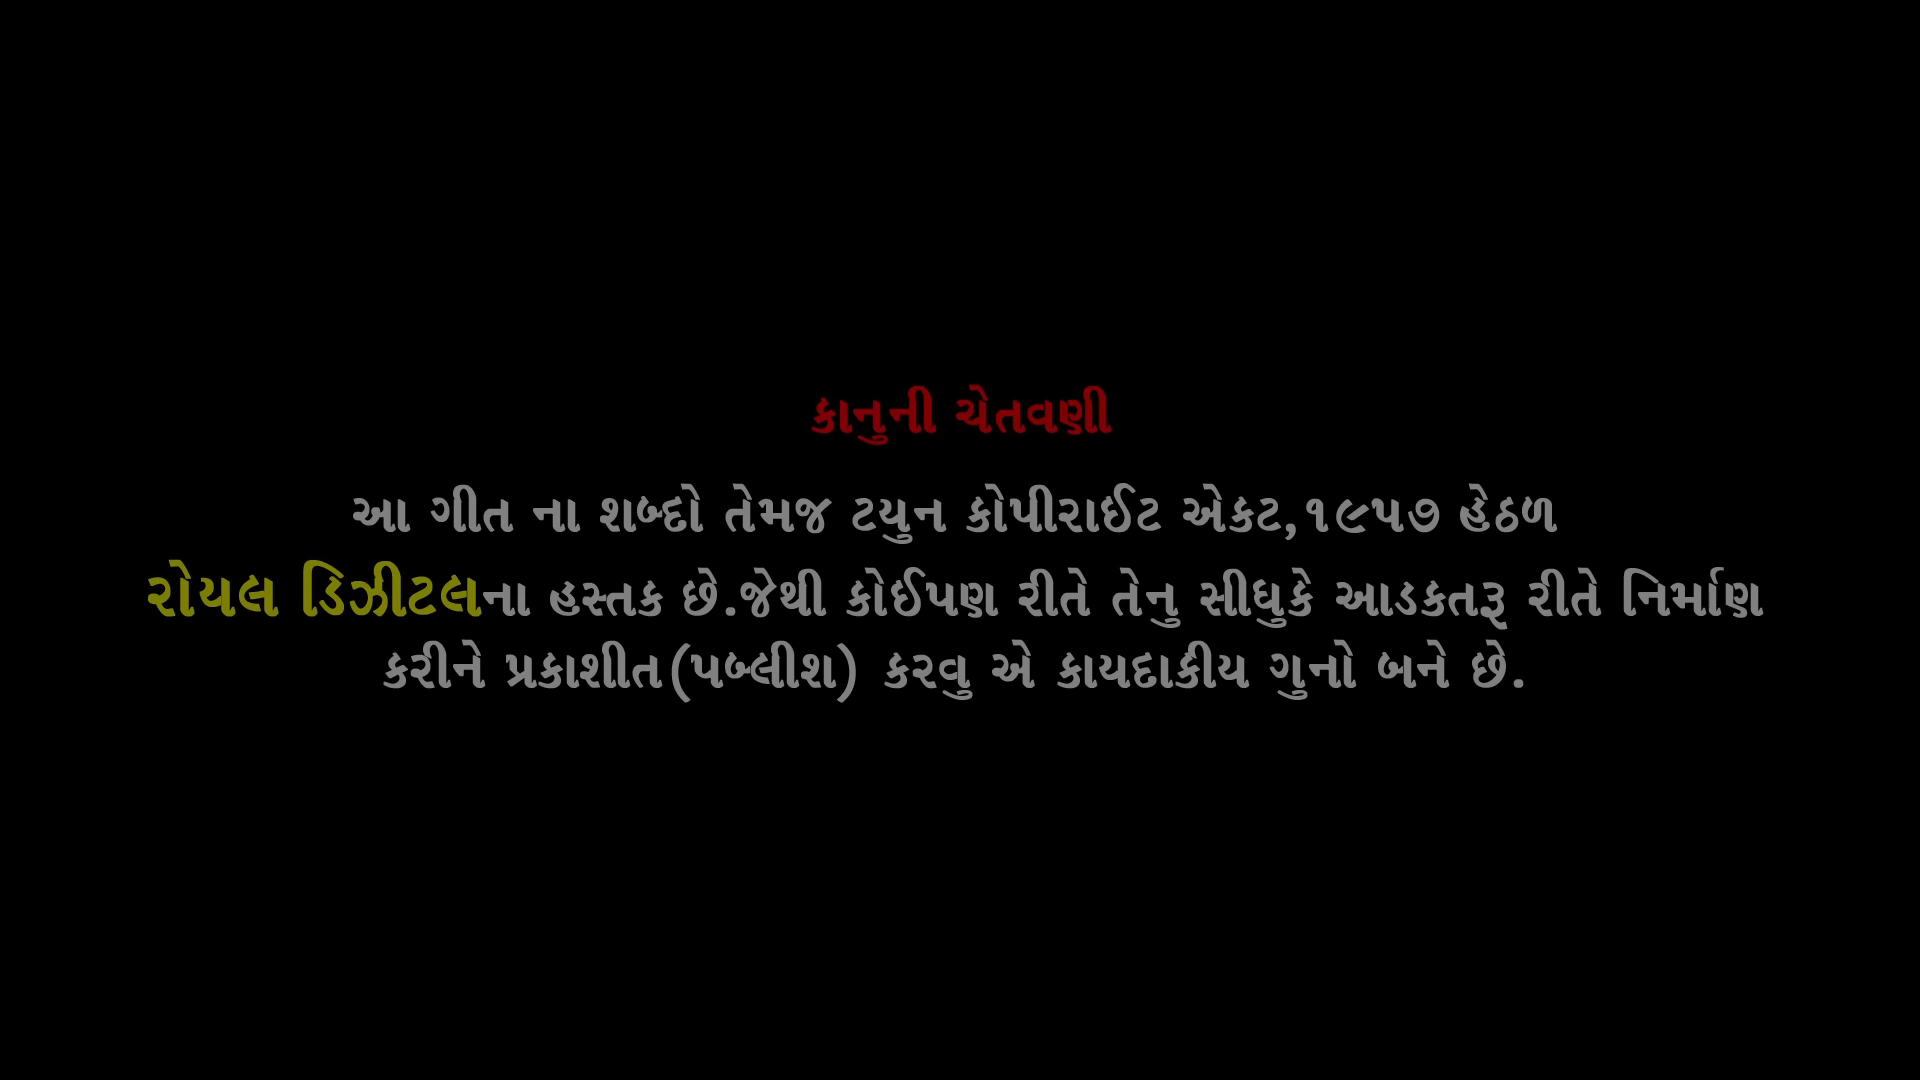 કાનુની ચેતવણી
આ ગીત ના શબ્દો તેમજ ટયુન કોપીરાઈટ એકટ,૧૯૫૭ હેઠળ
રોયલ ડિઝીટલના હસ્તક છે.જેથી કોઈપણ રીતે તેનુ સીધુકે આડકતરૂ રીતે નિર્માણ
કરીને પ્રકાશીત(પબ્લીશ) કરવુ એ કાયદાકીય ગુનો બને છે.